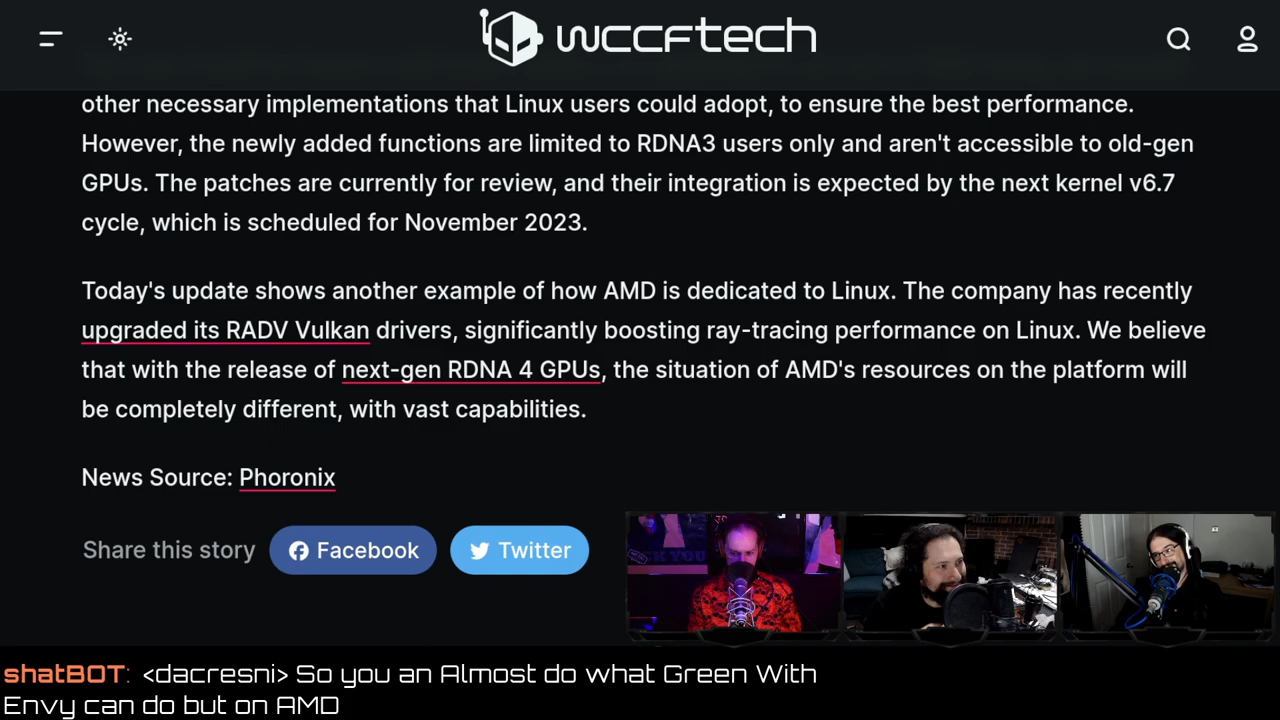 wccftech
other necessary implementations that Linux users could adopt, to ensure the best performance.
However, the newly added functions are limited to RDNA3 users only and aren't accessible to old-gen
GPUs. The patches are currently for review, and their integration is expected by the next kernel v6.7
cycle, which is scheduled for November 2023.
Today's update shows another example of how AMD is dedicated to Linux. The company has recently
upgraded its RADV Vulkan drivers, significantly boosting ray-tracing performance on Linux. We believe
that with the release of next-gen RDNA 4 GPUs, the situation of AMD's resources on the platform will
be completely different, with vast capabilities.
News Source: Phoronix
Share this story Facebook Twitter
shatBOT: <dacresni> So you an Almost do what Green With
Envy can do but on AMD